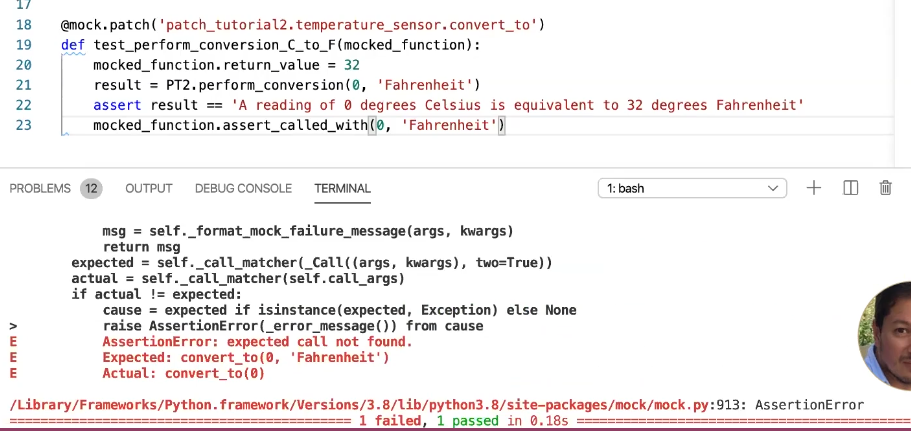 17
18 @mock.patch('patch_tutorial2.temperature_sensor.convert_to')
19 def test_perform_conversion_C_to_F(mocked_function):
20     mocked_function.return_value = 32
21     result = PT2.perform_conversion(0, 'Fahrenheit')
22     assert result == 'A reading of 0 degrees Celsius is equivalent to 32 degrees Fahrenheit'
23     mocked_function.assert_called_with(0, 'Fahrenheit')
PROBLEMS 12 OUTPUT DEBUG CONSOLE TERMINAL 1: bash
            msg = self._format_mock_failure_message(args, kwargs)
            return msg
        expected = self._call_matcher(_Call((args, kwargs), two=True))
        actual = self._call_matcher(self.call_args)
        if actual != expected:
            cause = expected if isinstance(expected, Exception) else None
>           raise AssertionError(_error_message()) from cause
E           AssertionError: expected call not found.
E           Expected: convert_to(0, 'Fahrenheit')
E           Actual: convert_to(0)
/Library/Frameworks/Python.framework/Versions/3.8/lib/python3.8/site-packages/mock/mock.py:913: AssertionError
============================================ 1 failed, 1 passed in 0.18s ============================================